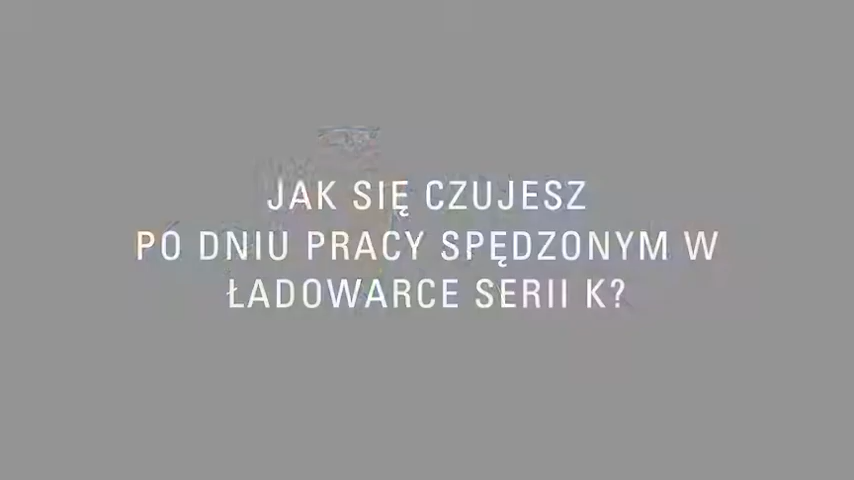 JAK SIĘ CZUJESZ
PO DNIU PRACY SPĘDZONYM W
ŁADOWARCE SERII K?